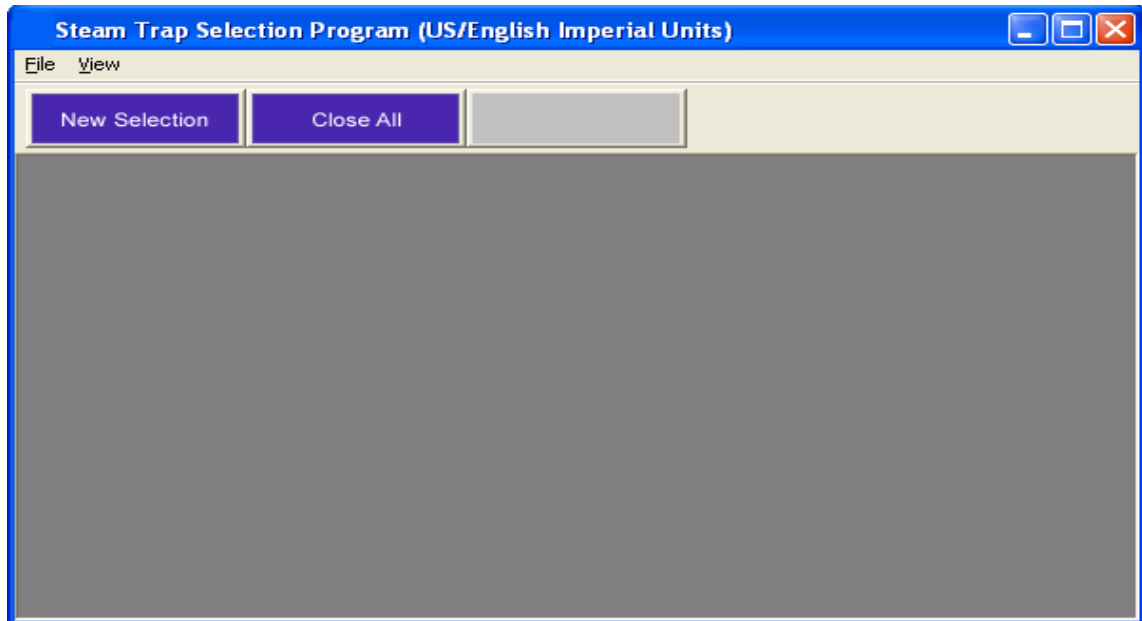 Steam Trap Selection Program (US/English Imperial Units)
File View
New Selection Close All